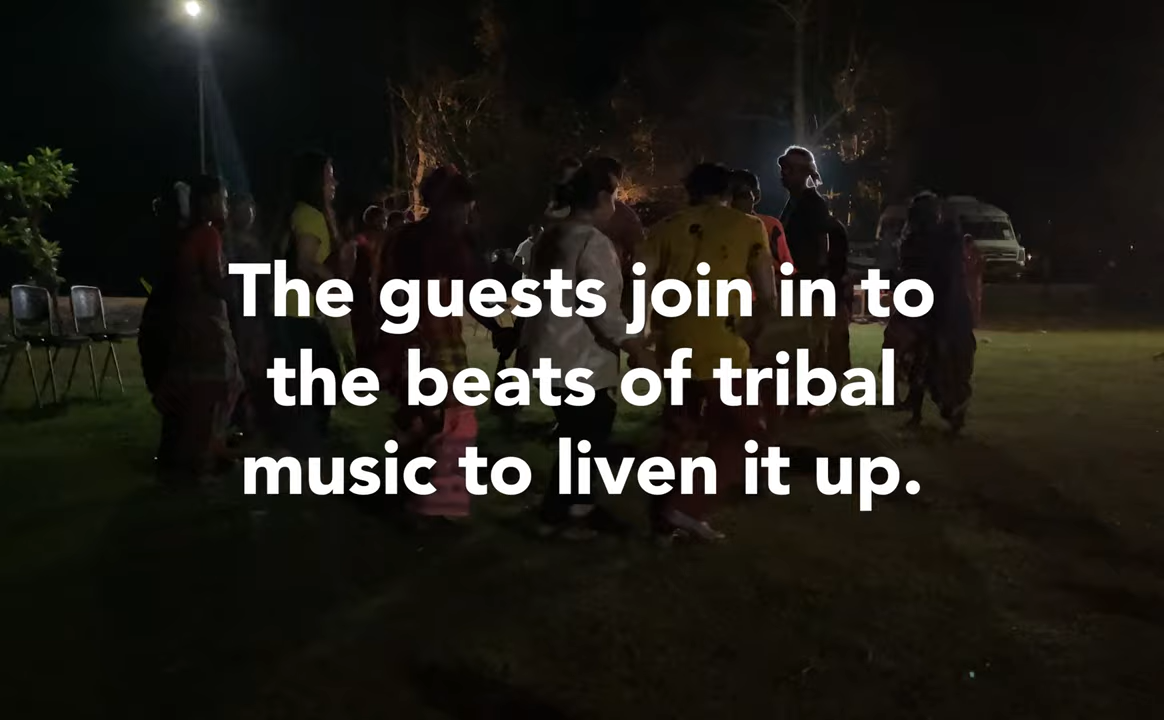 The guests join in to
the beats of tribal
music to liven it up.